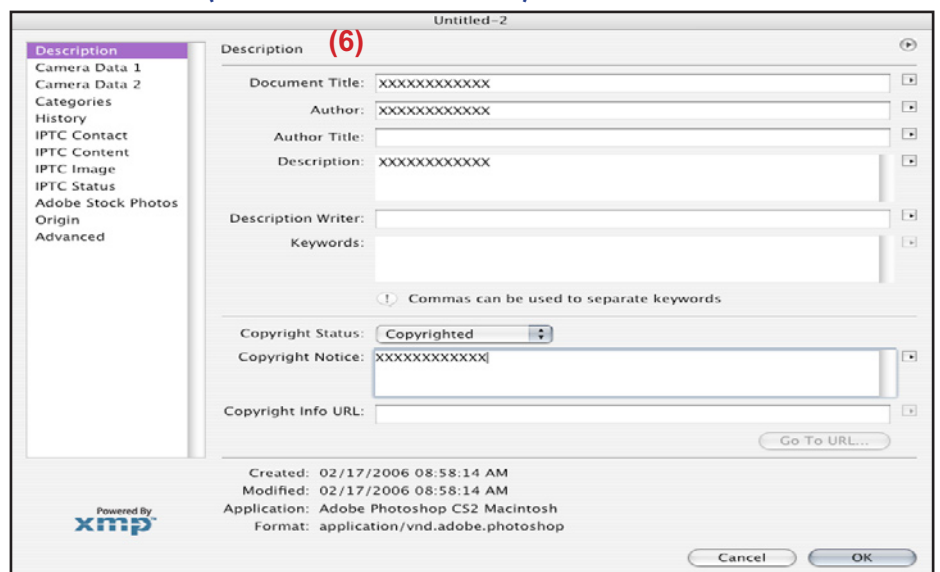 Untitled-2
Description
Camera Data 1
Camera Data 2
Categories
History
IPTC Contact
IPTC Content
IPTC Image
IPTC Status
Adobe Stock Photos
Origin
Advanced
Description (6)
Document Title: XXXXXXXXXXXX
Author: XXXXXXXXXXXX
Author Title:
Description: XXXXXXXXXXXX
Description Writer:
Keywords:
! Commas can be used to separate keywords
Copyright Status: Copyrighted
Copyright Notice: XXXXXXXXXXXX
Copyright Info URL:
Go To URL...
Created: 02/17/2006 08:58:14 AM
Modified: 02/17/2006 08:58:14 AM
Application: Adobe Photoshop CS2 Macintosh
Format: application/vnd.adobe.photoshop
Powered By
xmp
Cancel
OK